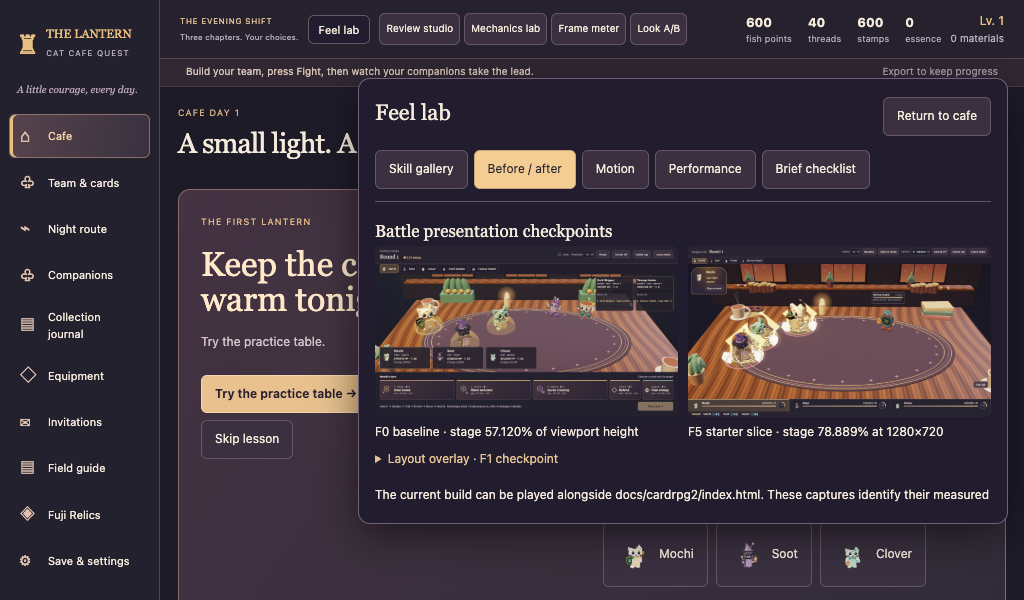 THE LANTERN
CAT CAFE QUEST
A little courage, every day.
Cafe
Team & cards
Night route
Companions
Collection
journal
Equipment
Invitations
Field guide
Fuji Relics
Save & settings
THE EVENING SHIFT
Three chapters. Your choices.
Feel lab
Review studio
Mechanics lab
Frame meter
Look A/B
600
fish points
40
threads
600
stamps
0
essence
Lv. 1
0 materials
Build your team, press Fight, then watch your companions take the lead.
Export to keep progress
CAFE DAY 1
A small light. A
THE FIRST LANTERN
Keep the c
warm tonig
Try the practice table.
Try the practice table →
Skip lesson
Feel lab
Return to cafe
Skill gallery
Before / after
Motion
Performance
Brief checklist
Battle presentation checkpoints
F0 baseline · stage 57.120% of viewport height
F5 starter slice · stage 78.889% at 1280×720
Layout overlay · F1 checkpoint
The current build can be played alongside docs/cardrpg2/index.html. These captures identify their measured
Mochi
Soot
Clover